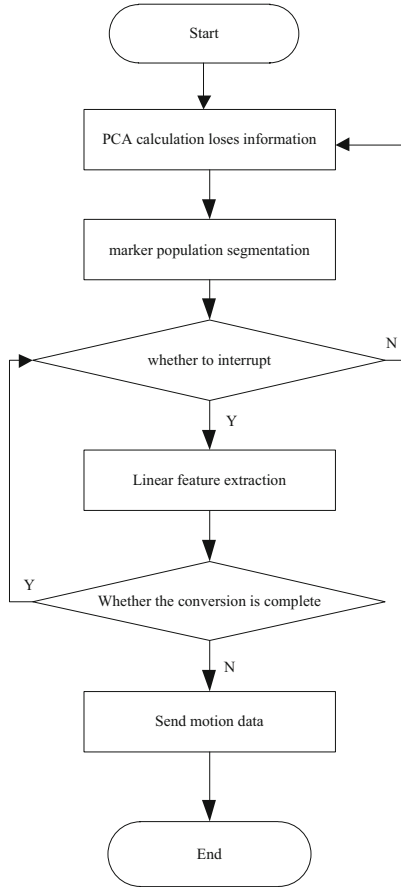 Start
PCA calculation loses information
marker population segmentation
whether to interrupt
N
Y
Linear feature extraction
Whether the conversion is complete
Y
N
Send motion data
End